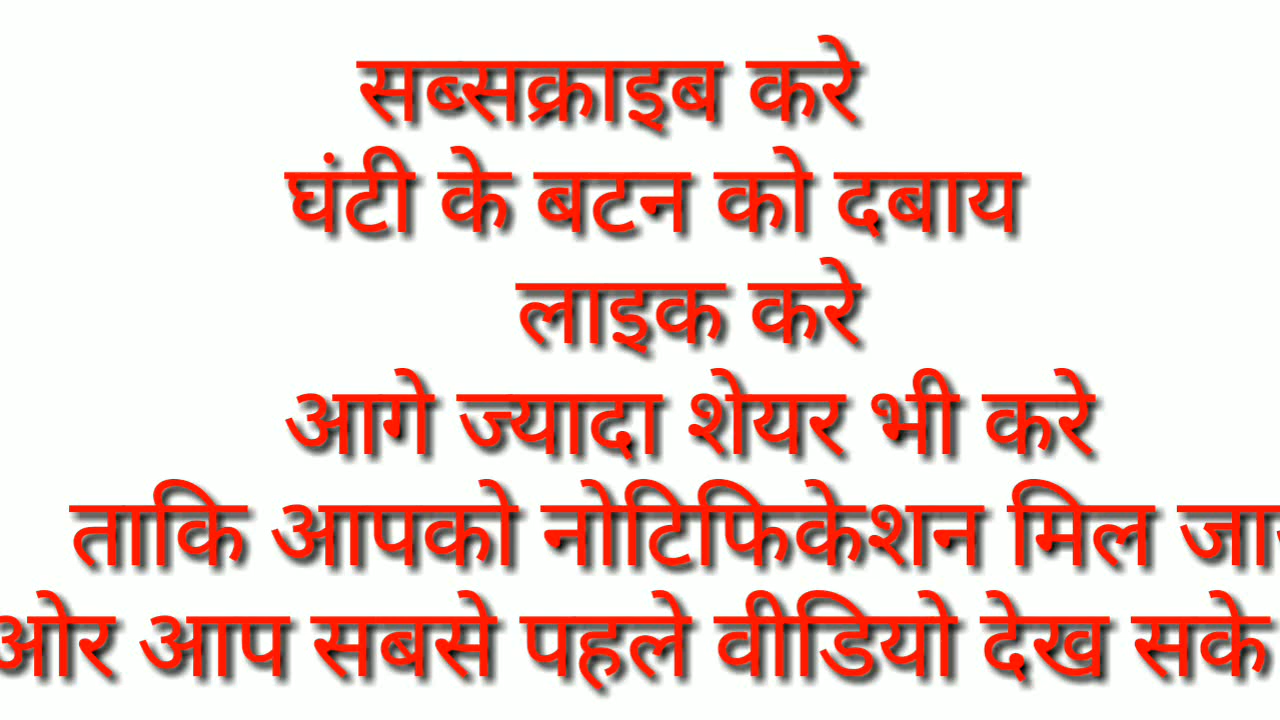 सब्सक्राइब करे
घंटी के बटन को दबाय
लाइक करे
आगे ज्यादा शेयर भी करे
ताकि आपको नोटिफिकेशन मिल
ओर आप सबसे पहले वीडियो देख सके